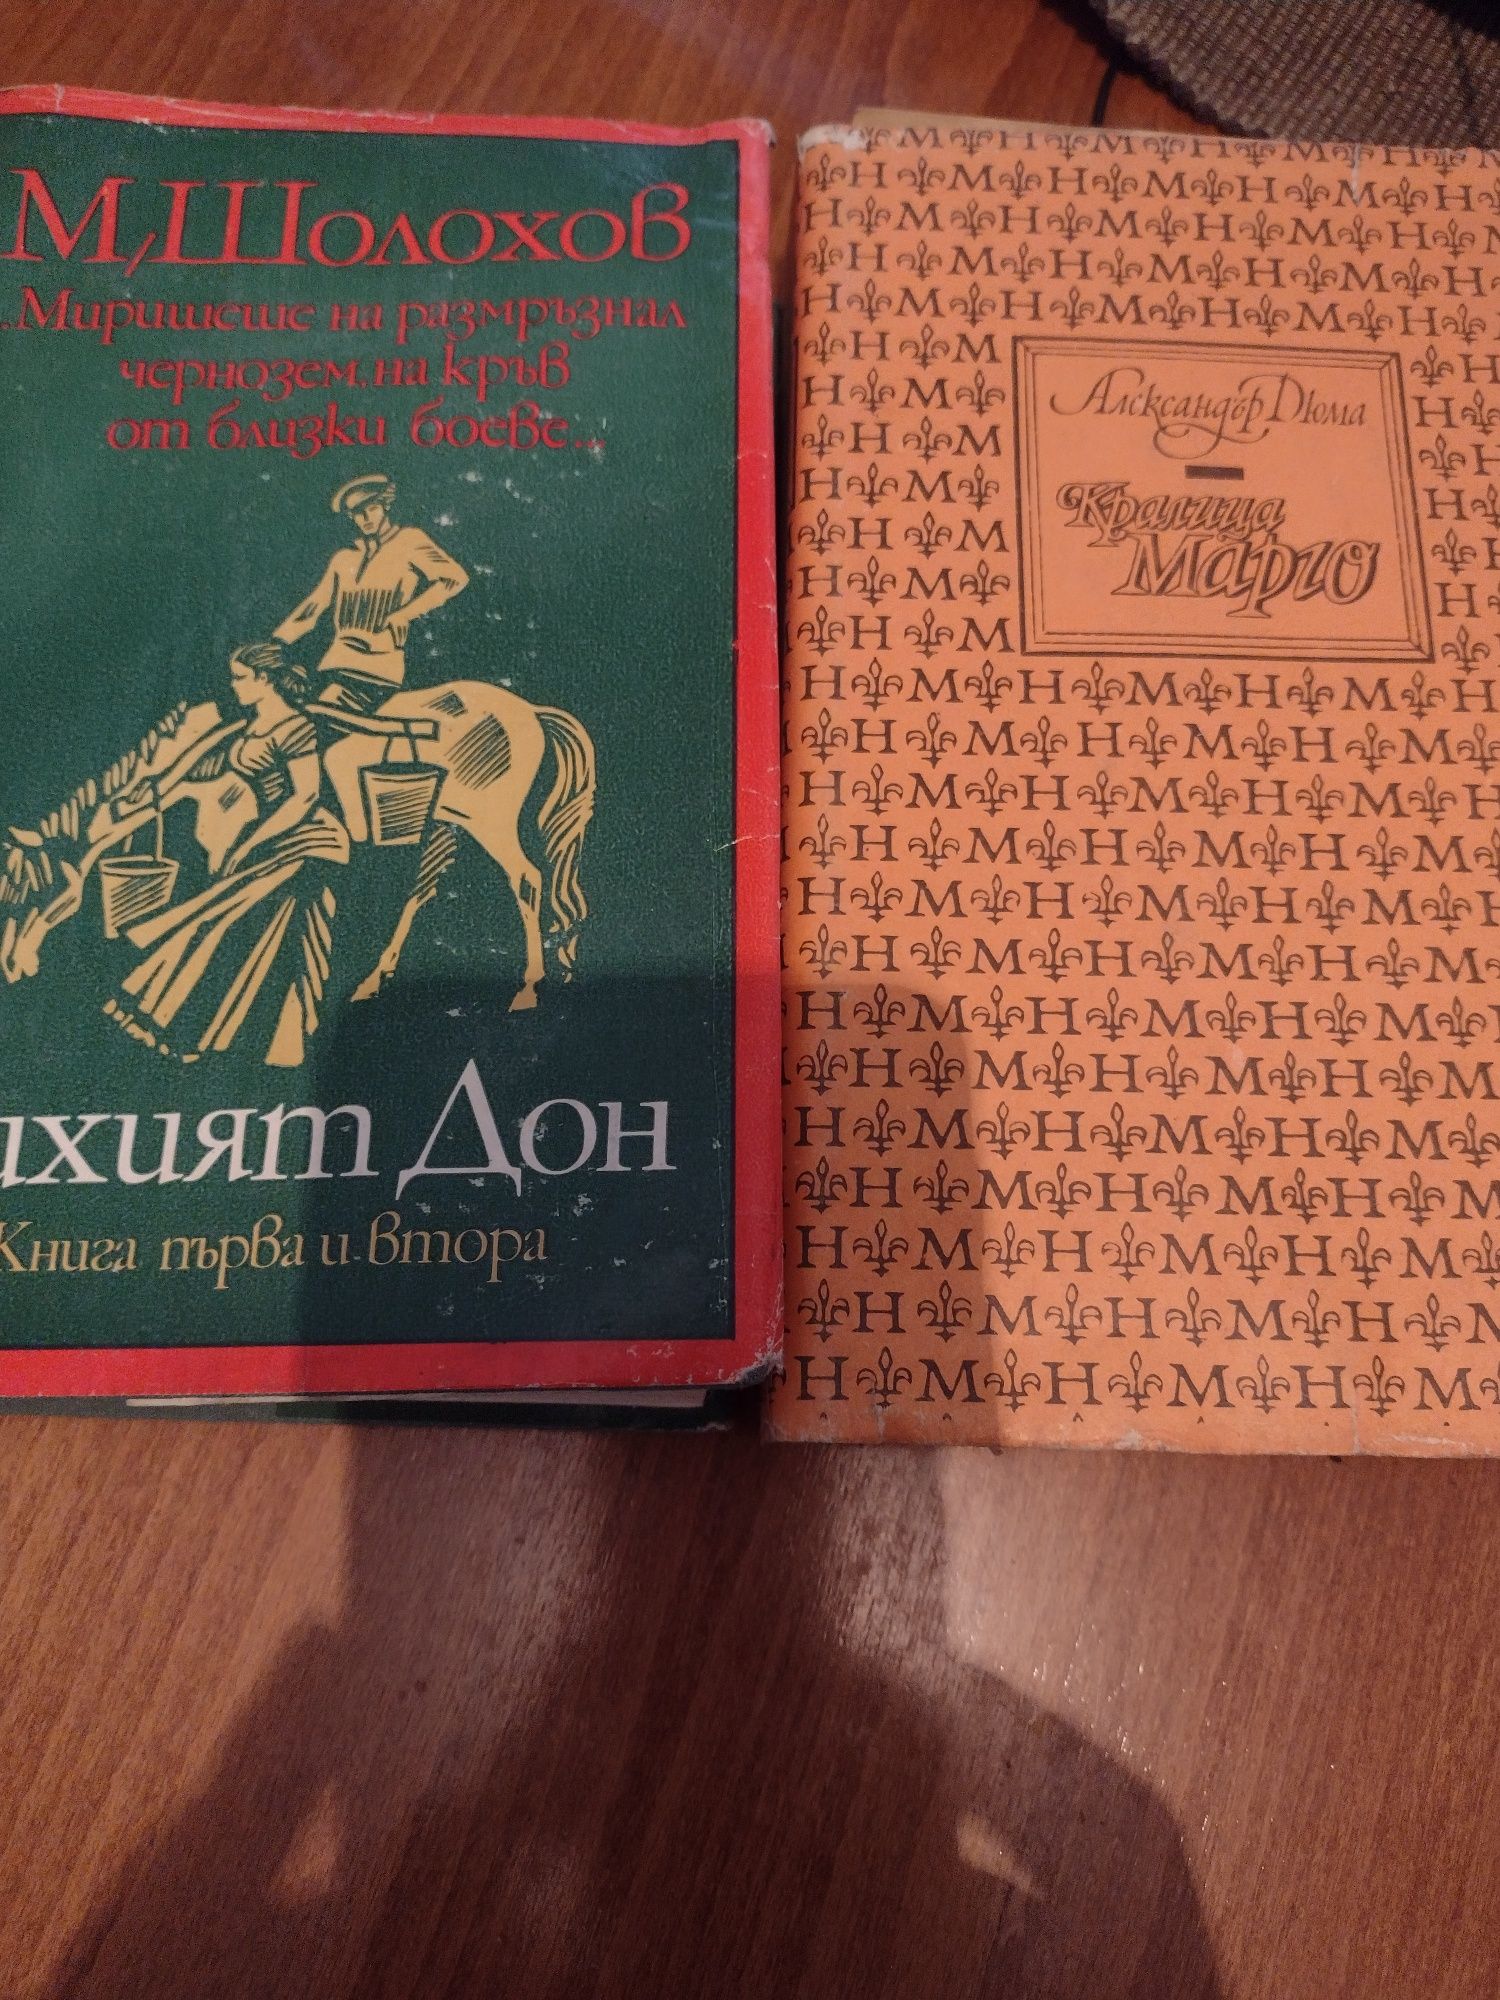 М. Шолохов
„Миришеше на размръзнал
чернозем, на кръв
от близки боеве...
ихият Дон
Книга първа и втора
Александър Дюма
Кралица
Марго